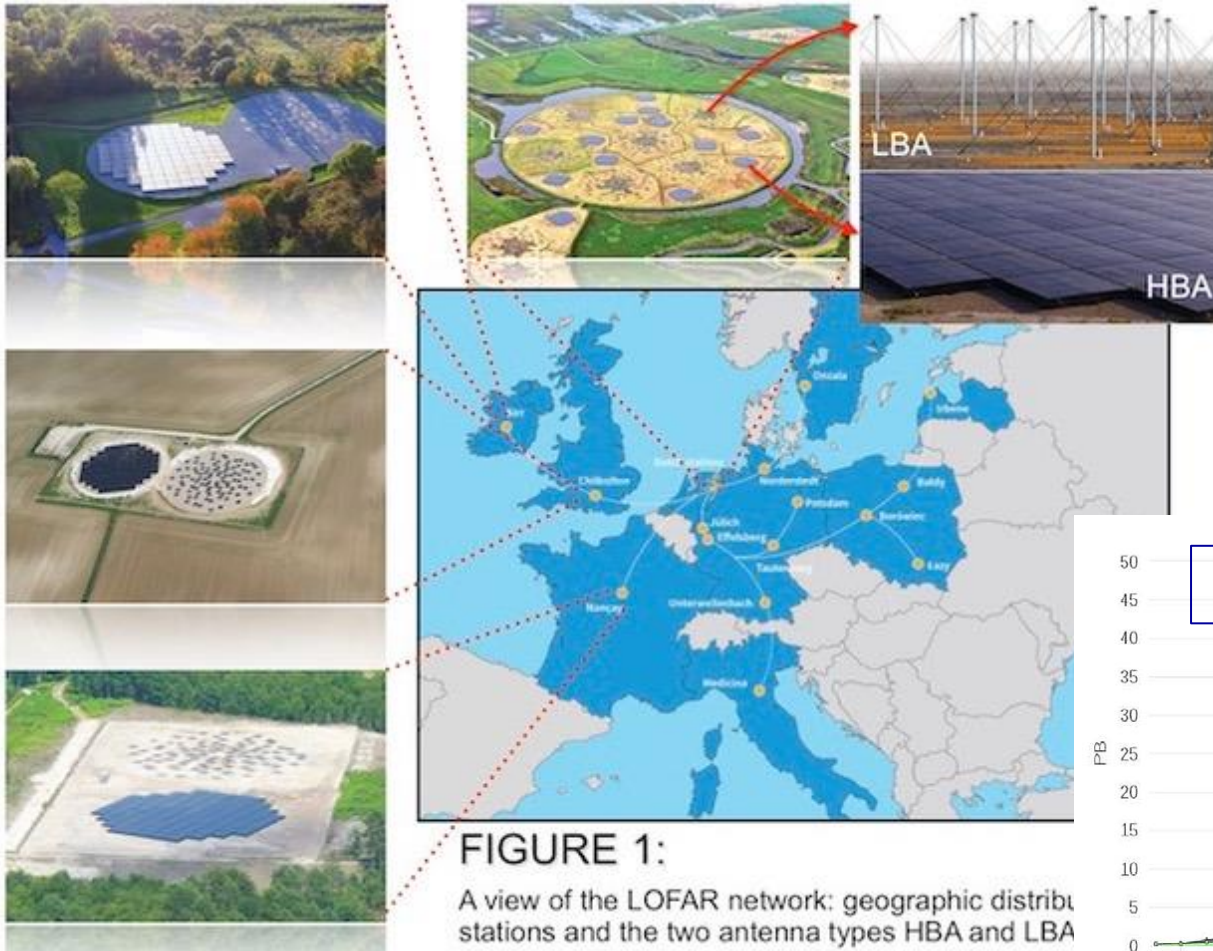 LBA
HBA
Onsala
Irbene
Birr
Chilbolton
Norderstedt
Potsdam
Baldy
Borówiec
Jülich
Effelsberg
Tautenburg
Łazy
Nançay
Unterweilenbach
Medicina
50
45
40
35
30
PB
25
20
15
10
5
0
FIGURE 1:
A view of the LOFAR network: geographic distribu
stations and the two antenna types HBA and LBA